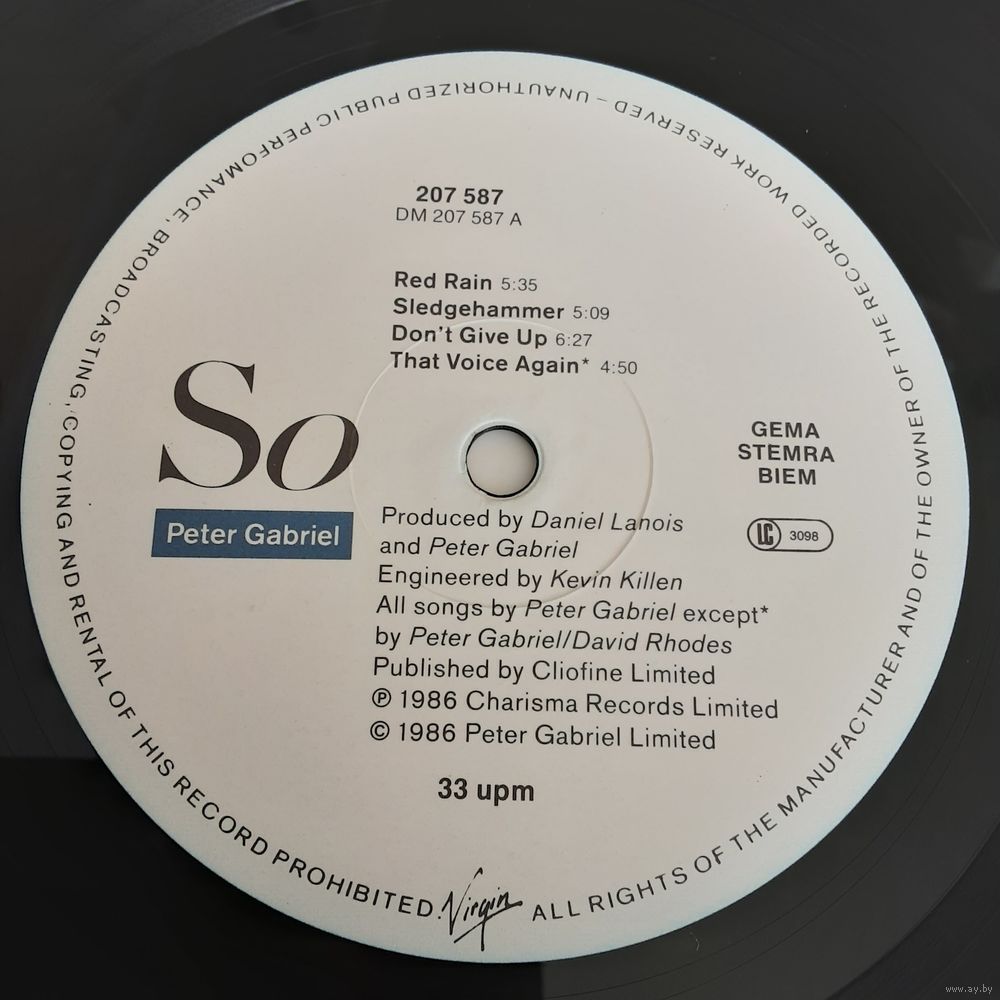 207 587
DM 207 587 A
Red Rain 5:35
Sledgehammer 5:09
Don't Give Up 6:27
That Voice Again* 4:50
So
Peter Gabriel
GEMA
STEMRA
BIEM
LC 3098
Produced by Daniel Lanois
and Peter Gabriel
Engineered by Kevin Killen
All songs by Peter Gabriel except*
by Peter Gabriel/David Rhodes
Published by Cliofine Limited
℗ 1986 Charisma Records Limited
© 1986 Peter Gabriel Limited
33 upm
Virgin
ALL RIGHTS OF THE MANUFACTURER AND OF THE OWNER OF THE RECORDED WORK RESERVED – UNAUTHORIZED PUBLIC PERFOMANCE, BROADCASTING, COPYING AND RENTAL OF THIS RECORD PROHIBITED.
www.ay.by